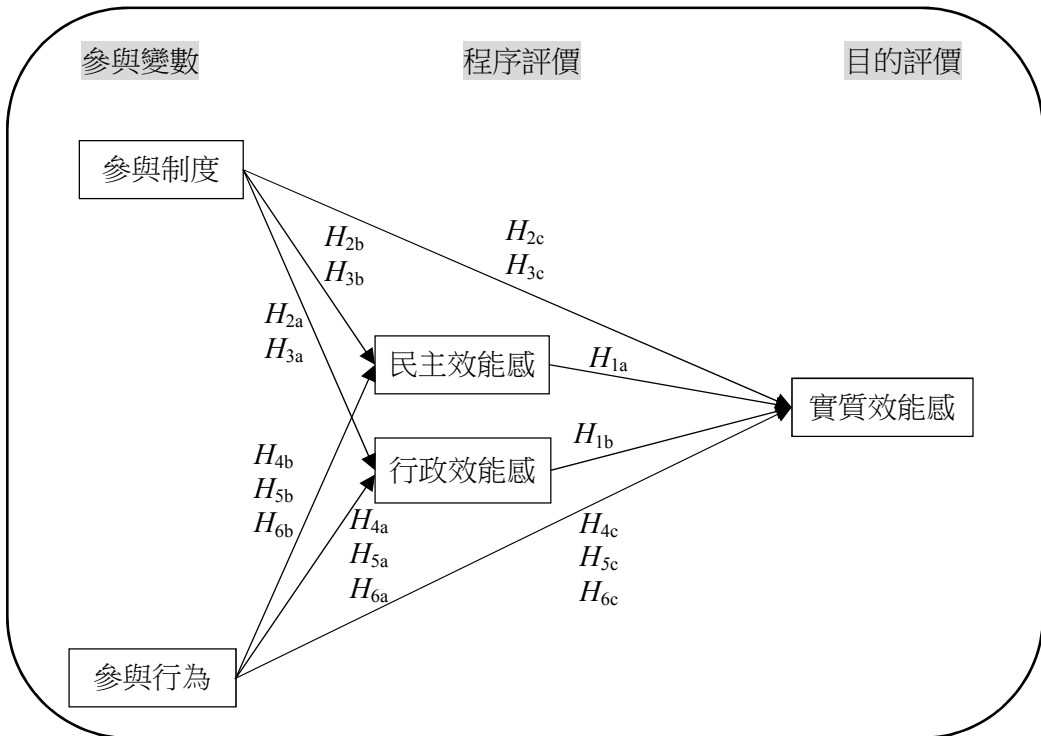 參與變數
程序評價
目的評價
參與制度
H2b
H3b
H2c
H3c
H2a
H3a
民主效能感
H1a
實質效能感
行政效能感
H1b
H4b
H5b
H6b
H4a
H5a
H6a
H4c
H5c
H6c
參與行為